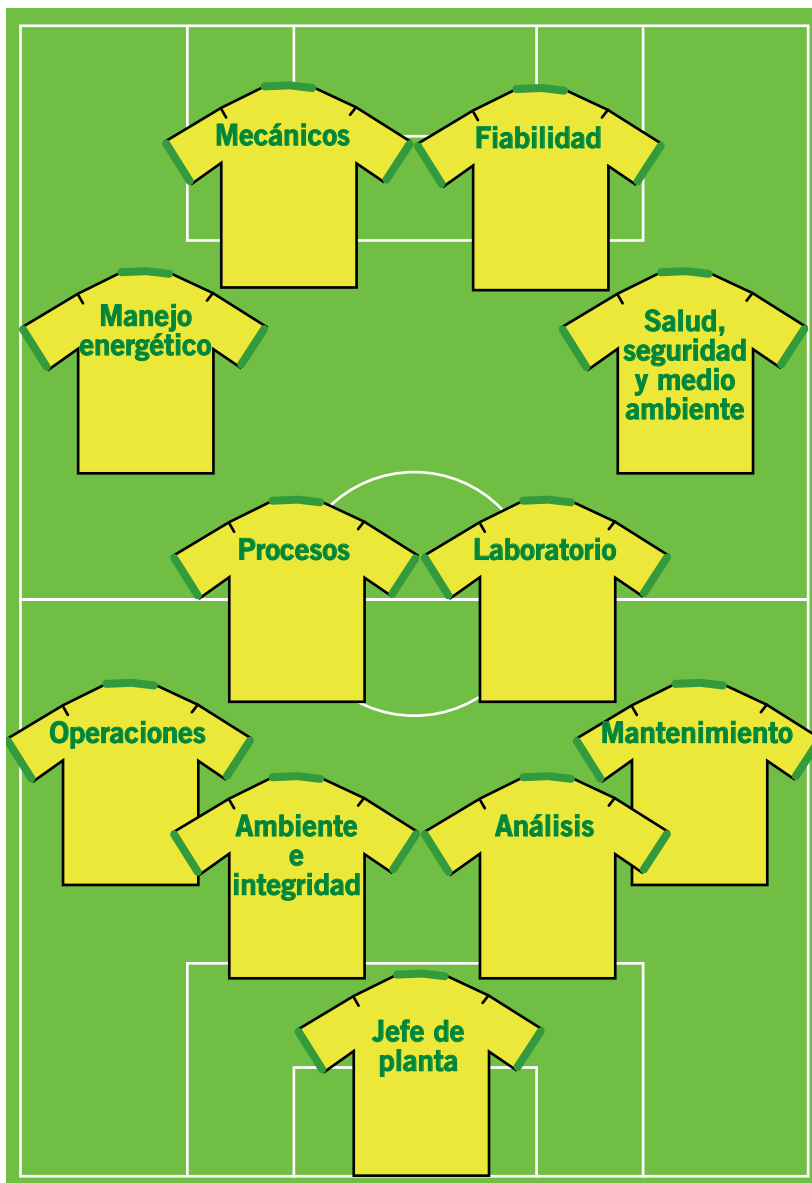 Mecánicos
Fiabilidad
Manejo
energético
Salud,
seguridad
y medio
ambiente
Procesos
Laboratorio
Operaciones
Mantenimiento
Ambiente
e
integridad
Análisis
Jefe de
planta